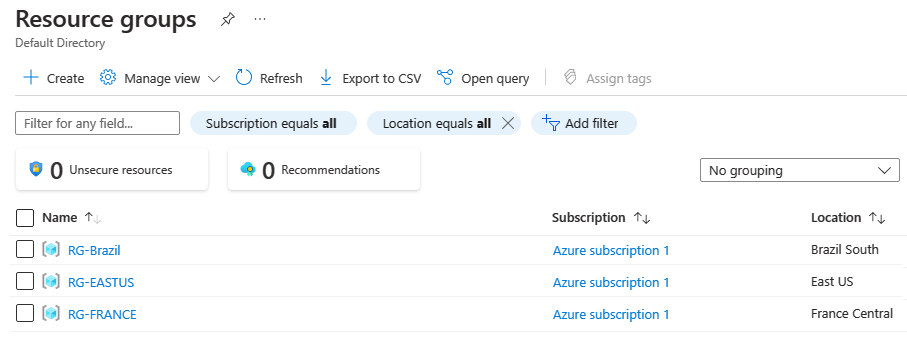 Resource groups
Default Directory
Create Manage view Refresh Export to CSV Open query Assign tags
Filter for any field... Subscription equals all Location equals all Add filter
0 Unsecure resources 0 Recommendations No grouping
Name Subscription Location
RG-Brazil Azure subscription 1 Brazil South
RG-EASTUS Azure subscription 1 East US
RG-FRANCE Azure subscription 1 France Central